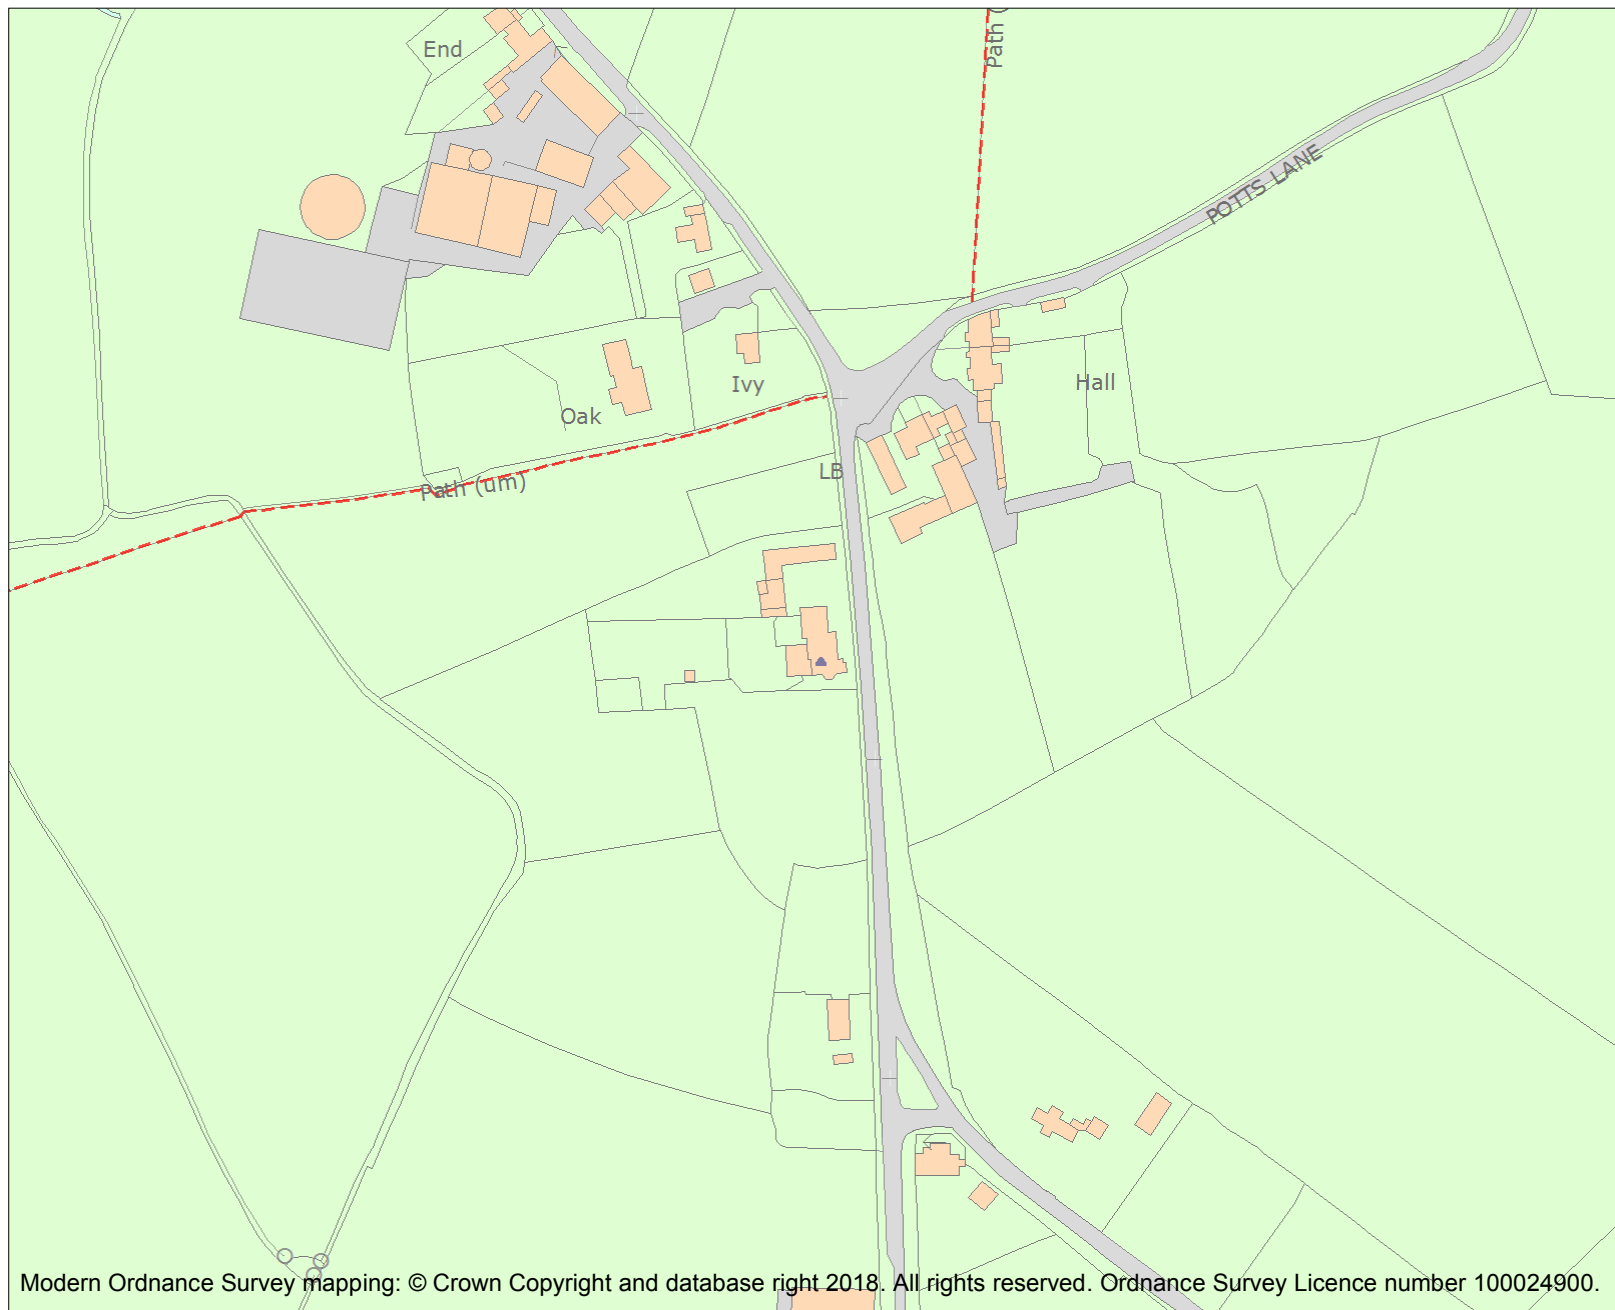 End
Path (
POTTS LANE
Ivy
Hall
Oak
LB
Path (um)
Modern Ordnance Survey mapping: © Crown Copyright and database right 2018. All rights reserved. Ordnance Survey Licence number 100024900.